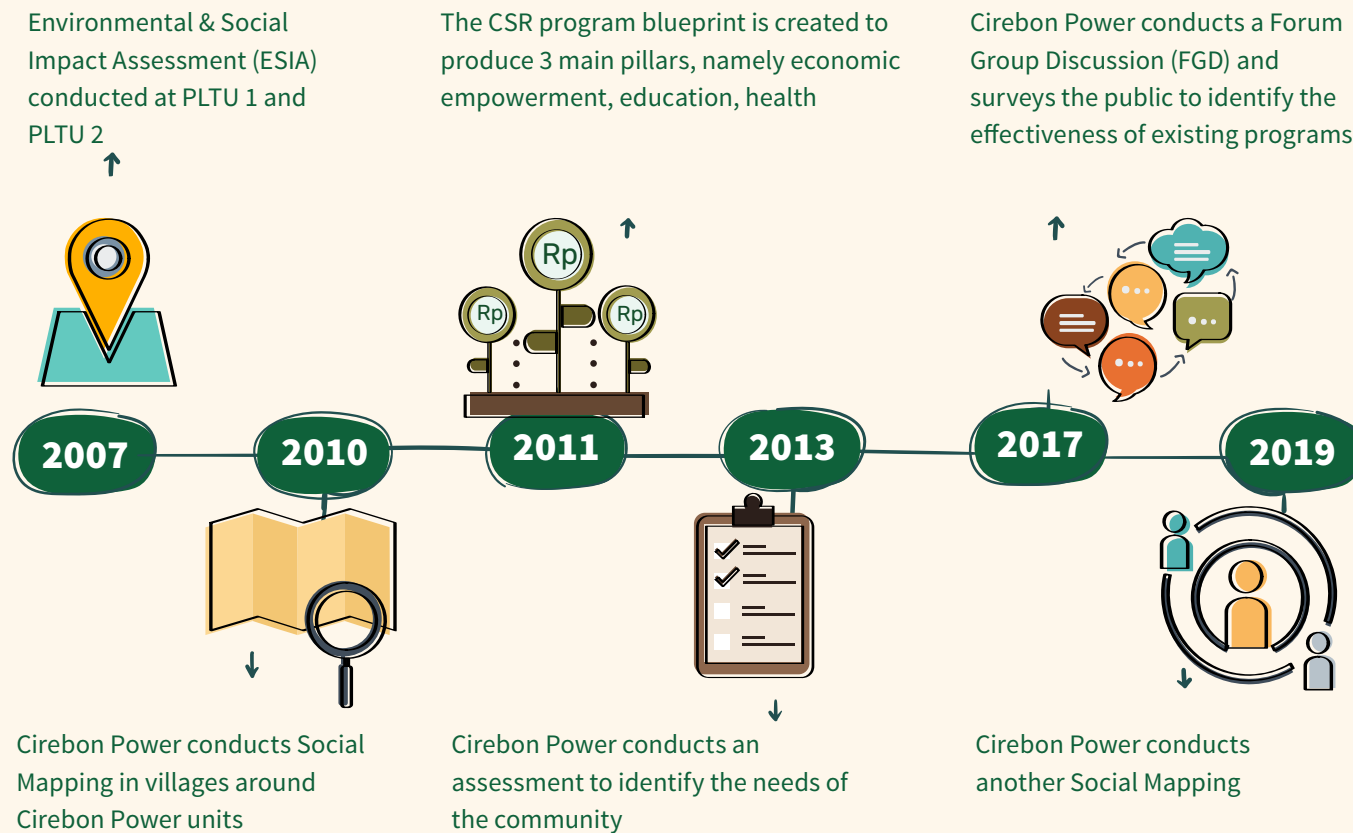 Environmental & Social
Impact Assessment (ESIA)
conducted at PLTU 1 and
PLTU 2
The CSR program blueprint is created to
produce 3 main pillars, namely economic
empowerment, education, health
Cirebon Power conducts a Forum
Group Discussion (FGD) and
surveys the public to identify the
effectiveness of existing programs
Rp
Rp
Rp
2007
2010
2011
2013
2017
2019
Cirebon Power conducts Social
Mapping in villages around
Cirebon Power units
Cirebon Power conducts an
assessment to identify the needs of
the community
Cirebon Power conducts
another Social Mapping